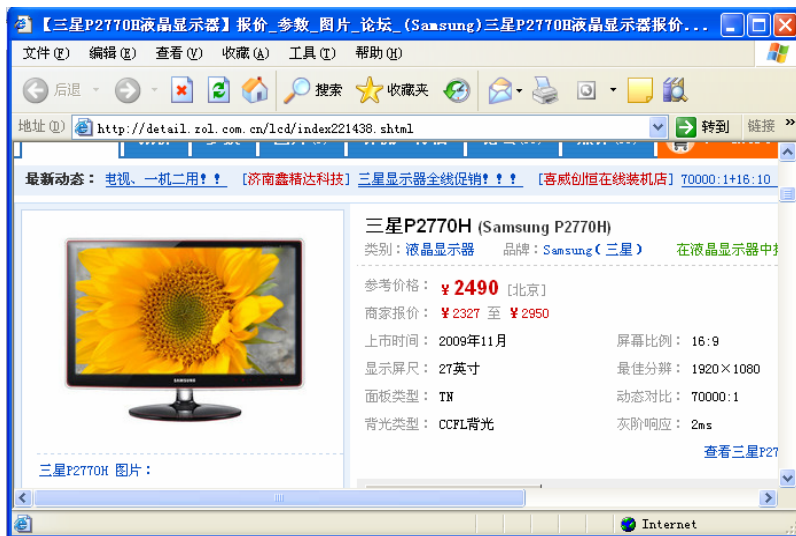 【三星P2770H液晶显示器】报价_参数_图片_论坛_(Samsung)三星P2770H液晶显示器报价...
文件(F) 编辑(E) 查看(V) 收藏(A) 工具(T) 帮助(H)
后退 搜索 收藏夹
地址(D) http://detail.zol.com.cn/lcd/index221438.shtml 转到 链接 »
最新动态： 电视、一机二用!! [济南鑫精达科技] 三星显示器全线促销!!! [喜威创恒在线装机店] 70000:1+16:10
三星P2770H (Samsung P2770H)
类别：液晶显示器 品牌：Samsung(三星) 在液晶显示器中
参考价格： ¥2490 [北京]
商家报价： ¥2327 至 ¥2950
上市时间： 2009年11月 屏幕比例： 16:9
显示屏尺： 27英寸 最佳分辨： 1920×1080
面板类型： TN 动态对比： 70000:1
背光类型： CCFL背光 灰阶响应： 2ms
SAMSUNG
查看三星P27
三星P2770H 图片：
Internet